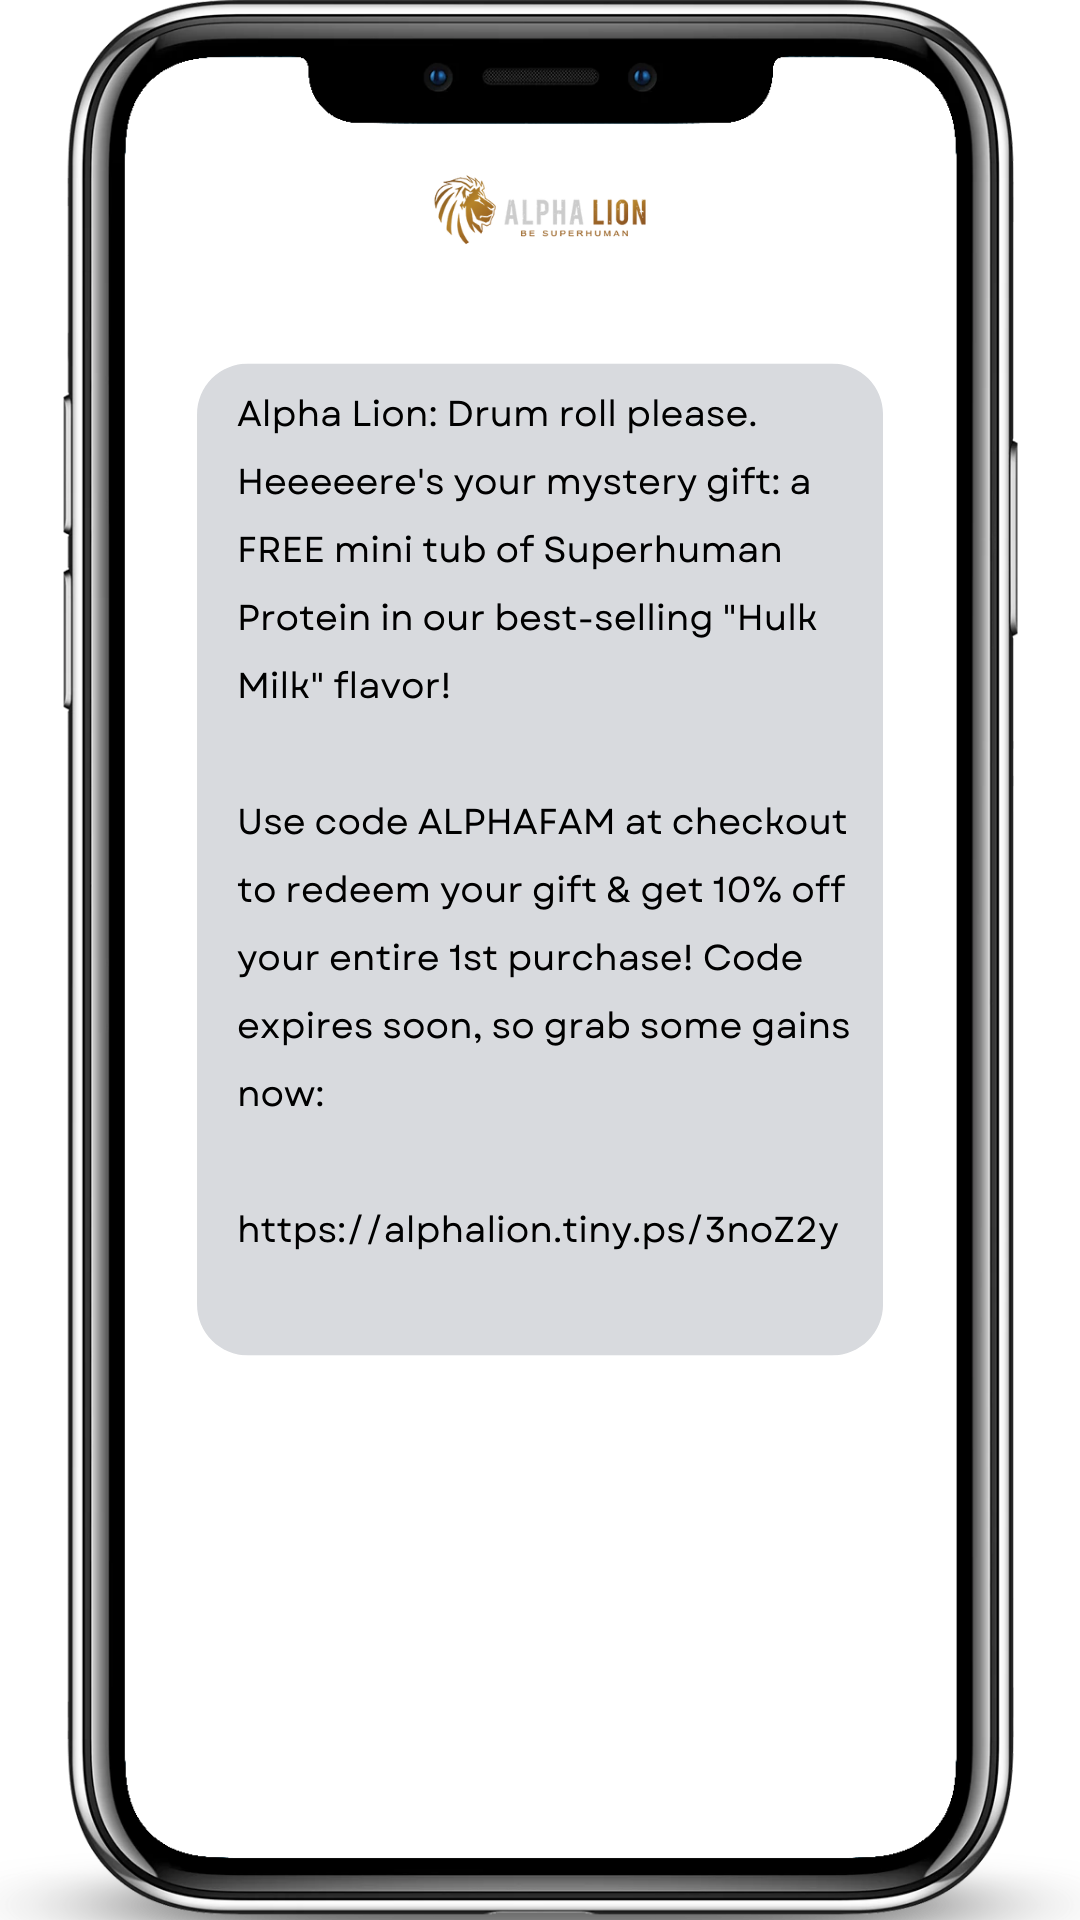 ALPHA LION
BE SUPERHUMAN
Alpha Lion: Drum roll please.
Heeeeere's your mystery gift: a
FREE mini tub of Superhuman
Protein in our best-selling "Hulk
Milk" flavor!
Use code ALPHAFAM at checkout
to redeem your gift & get 10% off
your entire 1st purchase! Code
expires soon, so grab some gains
now:
https://alphalion.tiny.ps/3noZ2y